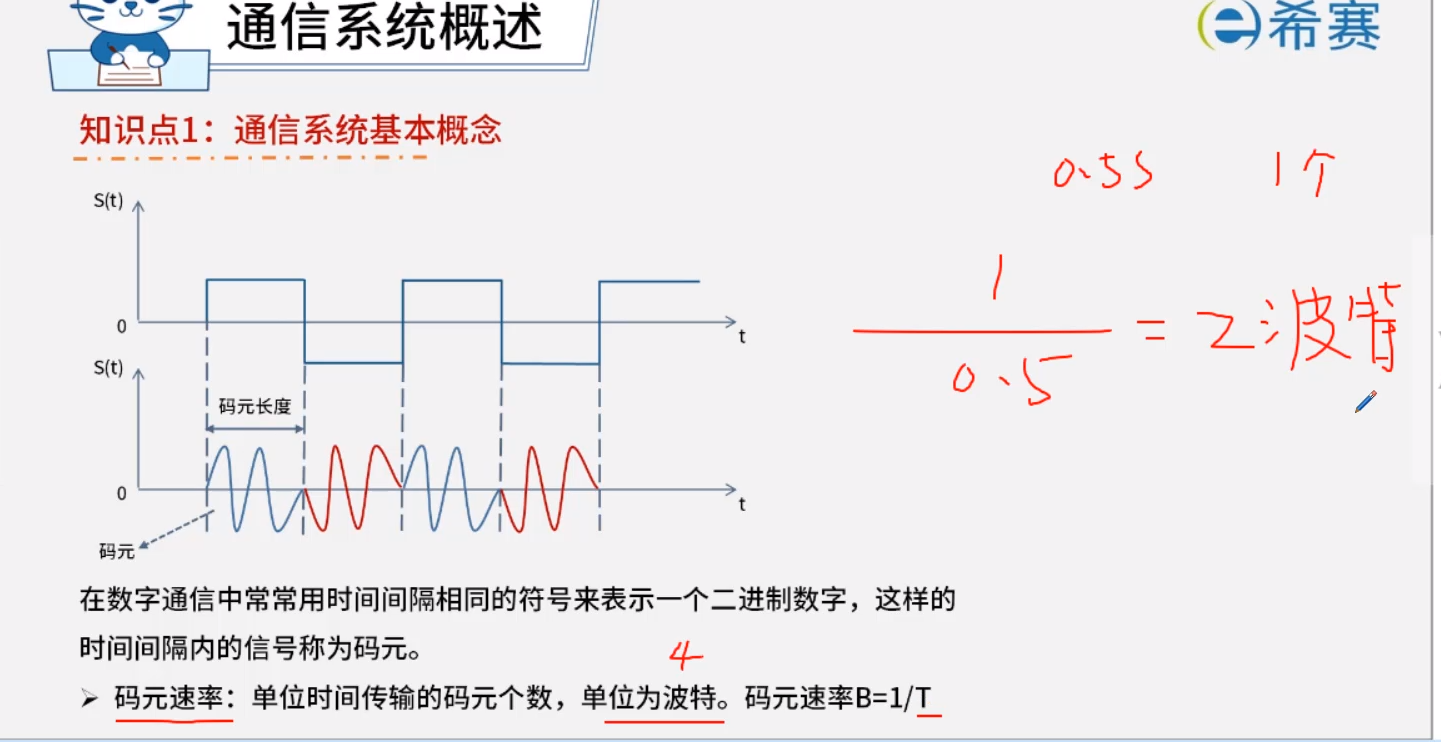 通信系统概述
希赛
知识点1：通信系统基本概念
0.5S 1个
S(t)
0
t
1
0.5
= 2波特
S(t)
码元长度
0
t
码元
在数字通信中常常用时间间隔相同的符号来表示一个二进制数字，这样的
时间间隔内的信号称为码元。
4
➢ 码元速率：单位时间传输的码元个数，单位为波特。码元速率B=1/T